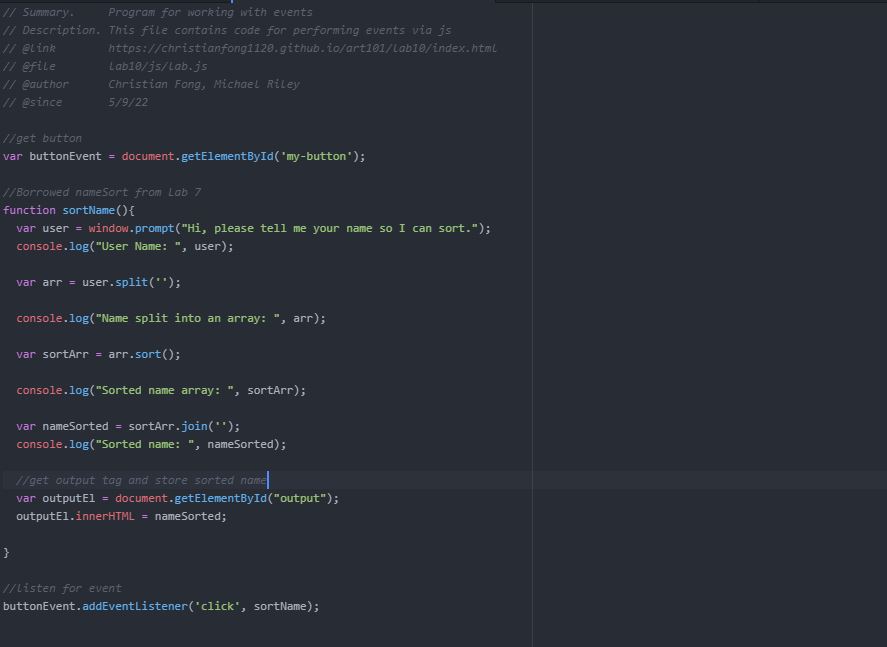 // Summary.     Program for working with events
// Description. This file contains code for performing events via js
// @link        https://christianfong1120.github.io/art101/lab10/index.html
// @file        lab10/js/lab.js
// @author      Christian Fong, Michael Riley
// @since       5/9/22
//get button
var buttonEvent = document.getElementById('my-button');
//Borrowed nameSort from Lab 7
function sortName(){
  var user = window.prompt("Hi, please tell me your name so I can sort.");
  console.log("User Name: ", user);
  var arr = user.split('');
  console.log("Name split into an array: ", arr);
  var sortArr = arr.sort();
  console.log("Sorted name array: ", sortArr);
  var nameSorted = sortArr.join('');
  console.log("Sorted name: ", nameSorted);
  //get output tag and store sorted name
  var outputEl = document.getElementById("output");
  outputEl.innerHTML = nameSorted;
}
//listen for event
buttonEvent.addEventListener('click', sortName);